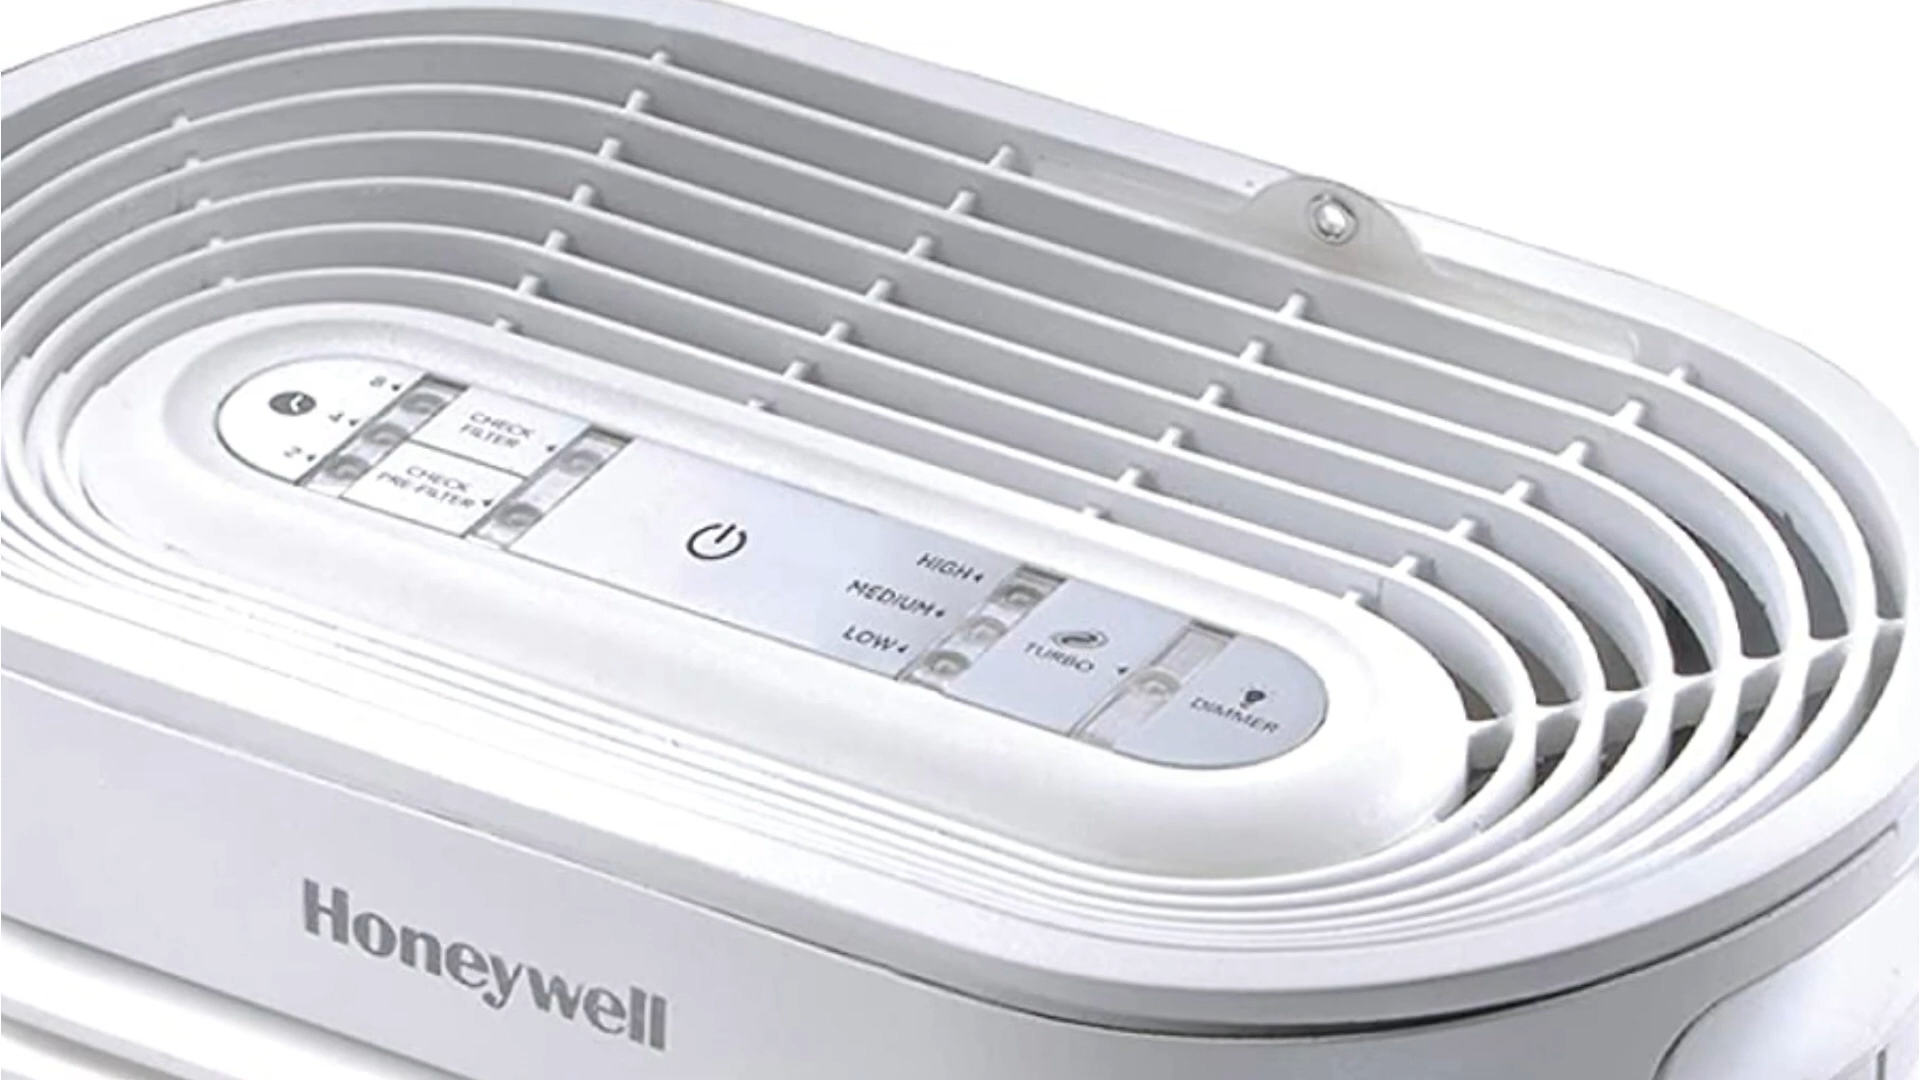 8
4
2
CHECK
FILTER
CHECK
PRE-FILTER
HIGH
MEDIUM
LOW
TURBO
DIMMER
Honeywell